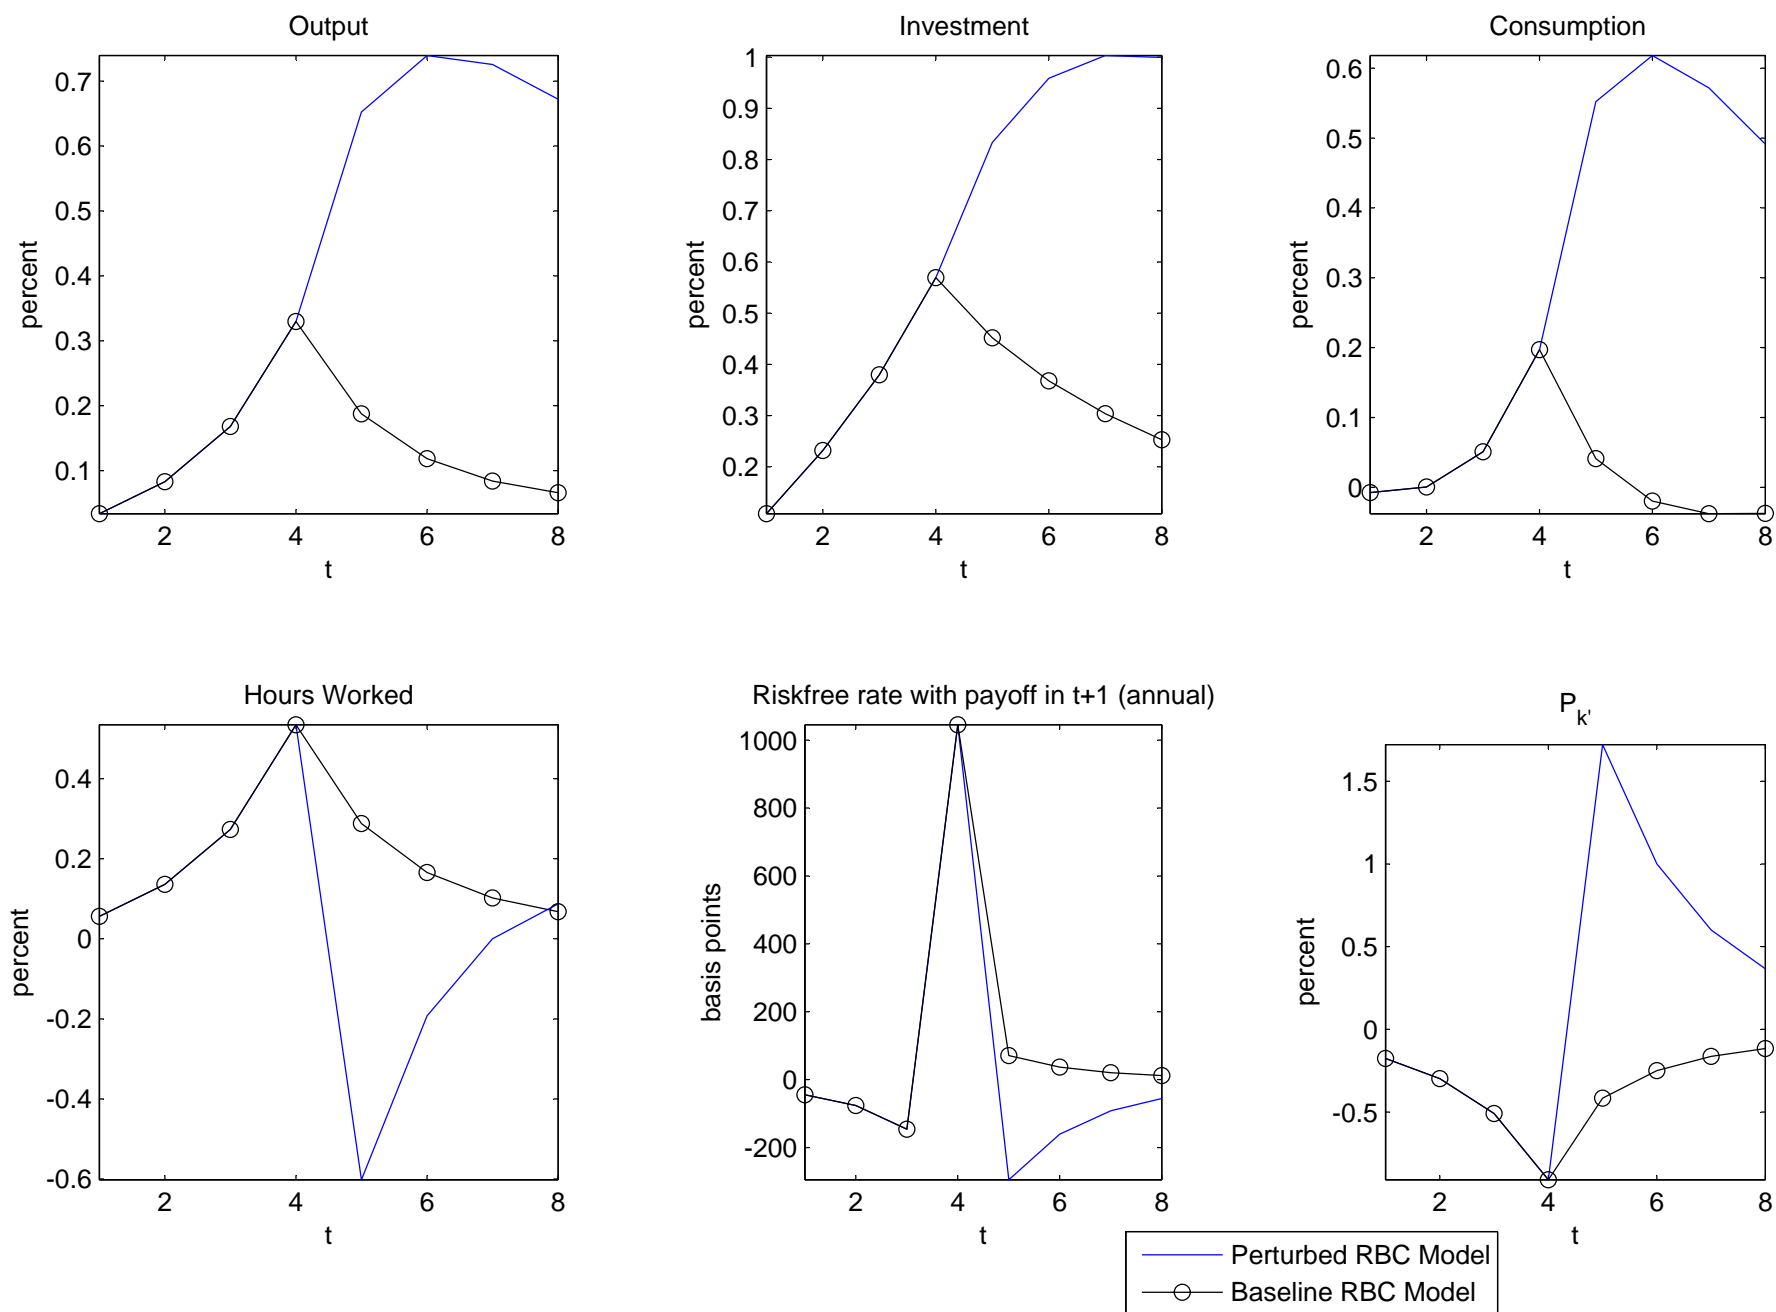 Output
Investment
Consumption
percent
0.7
0.6
0.5
0.4
0.3
0.2
0.1
2 4 6 8
t
percent
1
0.9
0.8
0.7
0.6
0.5
0.4
0.3
0.2
2 4 6 8
t
percent
0.6
0.5
0.4
0.3
0.2
0.1
0
2 4 6 8
t
Hours Worked
Riskfree rate with payoff in t+1 (annual)
P_k'
percent
0.4
0.2
0
-0.2
-0.4
-0.6
2 4 6 8
t
basis points
1000
800
600
400
200
0
-200
2 4 6 8
t
percent
1.5
1
0.5
0
-0.5
2 4 6 8
t
Perturbed RBC Model
Baseline RBC Model